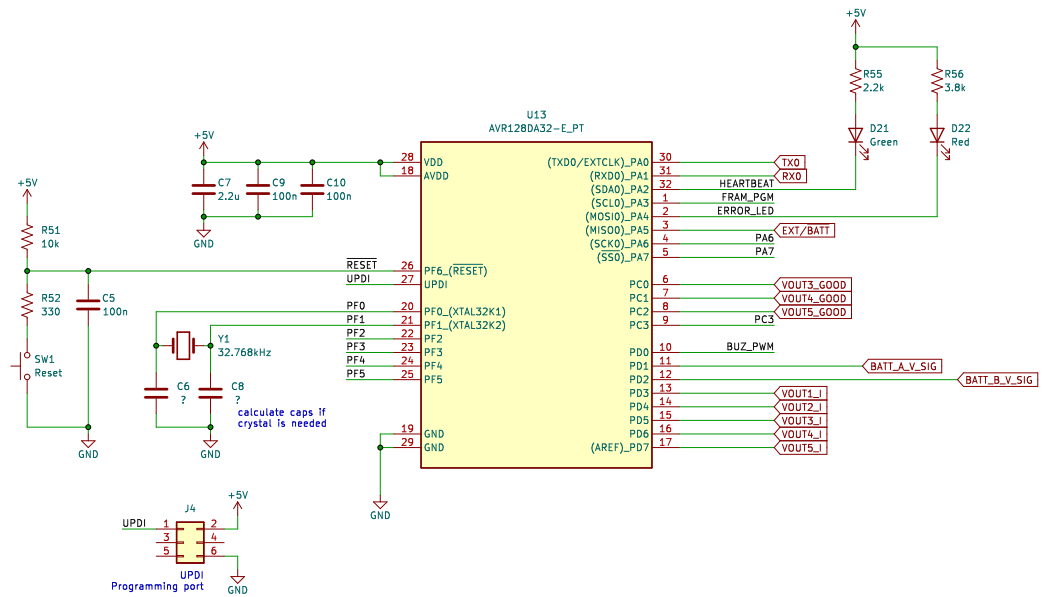 +5V
R55
2.2k
R56
3.8k
D21
Green
D22
Red
U13
AVR128DA32-E_PT
+5V
C7
2.2u
C9
100n
C10
100n
GND
28 VDD
18 AVDD
+5V
R51
10k
R52
330
C5
100n
SW1
Reset
GND
RESET 26 PF6_(RESET)
UPDI 27 UPDI
PF0 20 PF0_(XTAL32K1)
PF1 21 PF1_(XTAL32K2)
PF2 22 PF2
PF3 23 PF3
PF4 24 PF4
PF5 25 PF5
Y1
32.768kHz
C6
?
C8
?
calculate caps if
crystal is needed
GND
19 GND
29 GND
GND
(TXD0/EXTCLK)_PA0 30 TX0
(RXD0)_PA1 31 RX0
(SDA0)_PA2 32 HEARTBEAT
(SCL0)_PA3 1 FRAM_PGM
(MOSI0)_PA4 2 ERROR_LED
(MISO0)_PA5 3 EXT/BATT
(SCK0)_PA6 4 PA6
(SS0)_PA7 5 PA7
PC0 6 VOUT3_GOOD
PC1 7 VOUT4_GOOD
PC2 8 VOUT5_GOOD
PC3 9 PC3
PD0 10 BUZ_PWM
PD1 11 BATT_A_V_SIG
PD2 12 BATT_B_V_SIG
PD3 13 VOUT1_I
PD4 14 VOUT2_I
PD5 15 VOUT3_I
PD6 16 VOUT4_I
(AREF)_PD7 17 VOUT5_I
+5V
J4
UPDI 1 2
3 4
5 6
UPDI
Programming port
GND